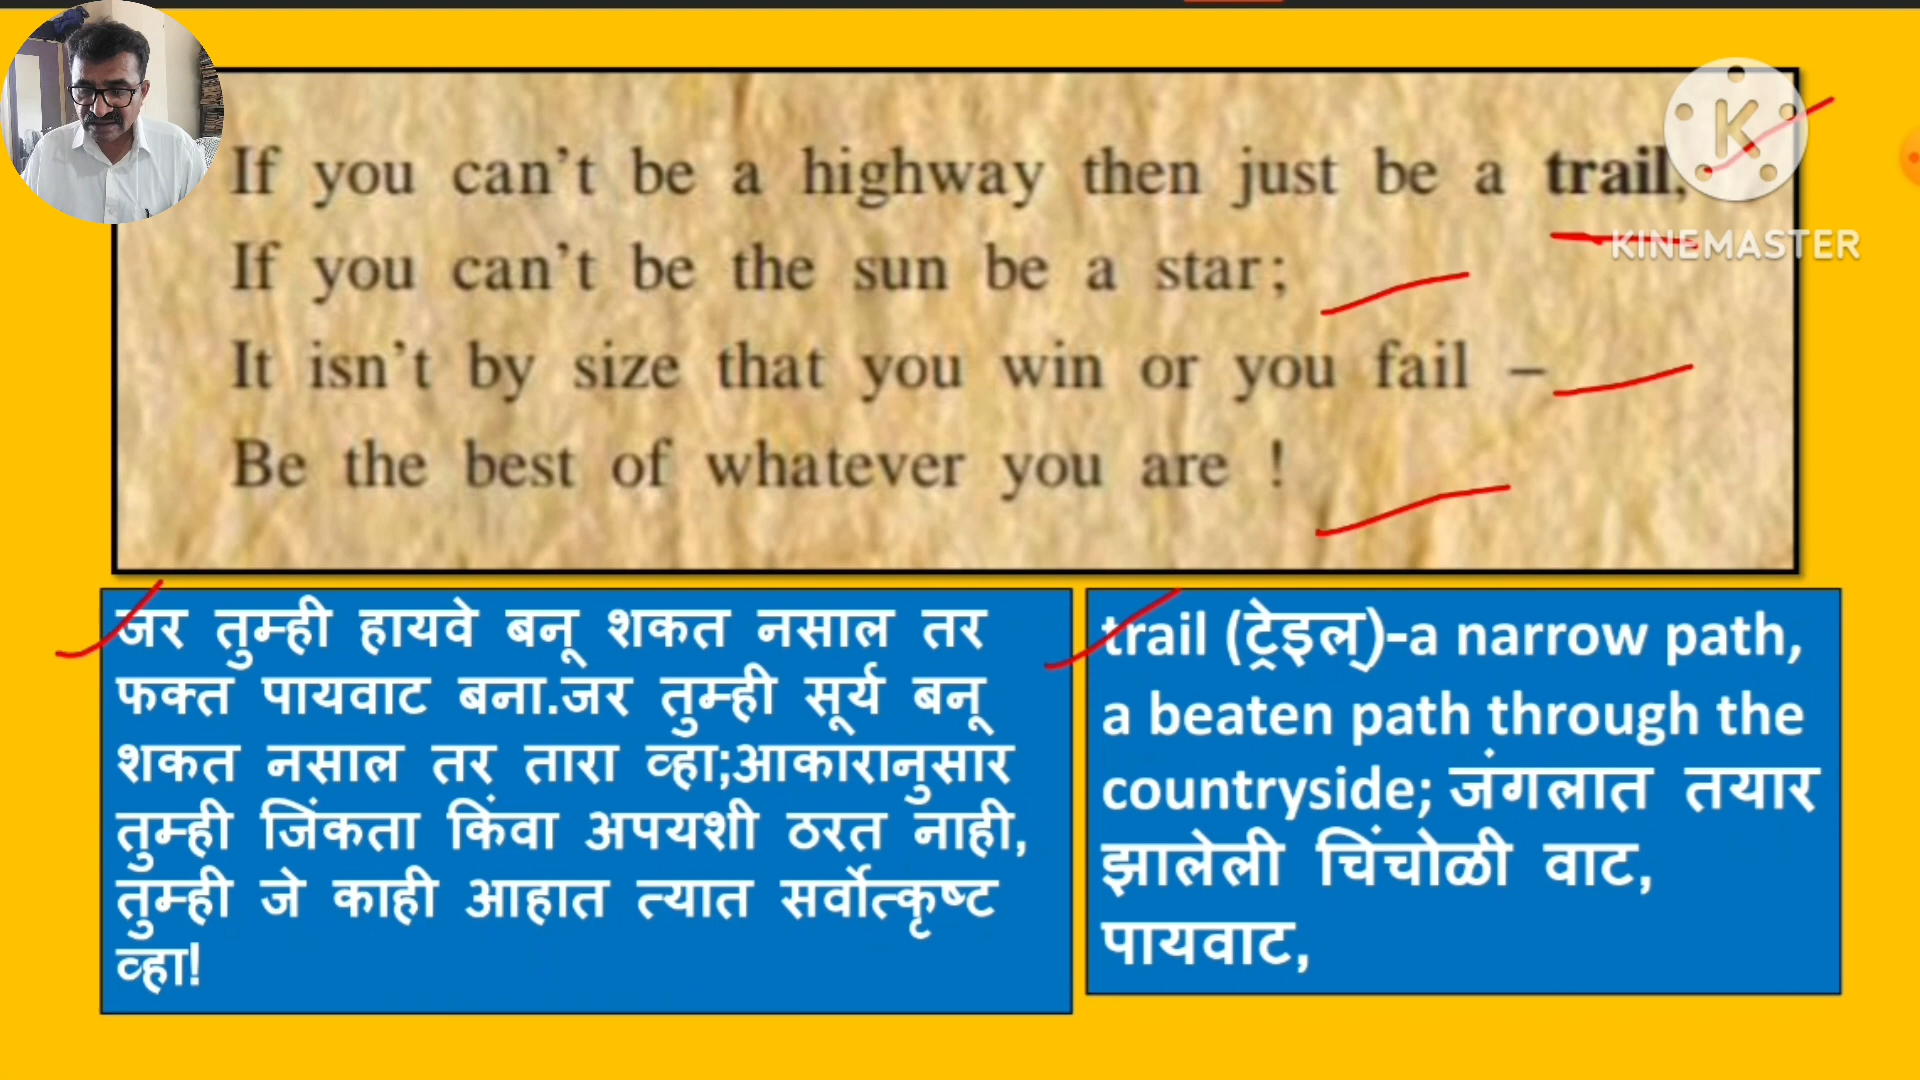 If you can't be a highway then just be a trail,
If you can't be the sun be a star;
It isn't by size that you win or you fail –
Be the best of whatever you are !
K
KINEMASTER
जर तुम्ही हायवे बनू शकत नसाल तर
फक्त पायवाट बना.जर तुम्ही सूर्य बनू
शकत नसाल तर तारा व्हा;आकारानुसार
तुम्ही जिंकता किंवा अपयशी ठरत नाही,
तुम्ही जे काही आहात त्यात सर्वोत्कृष्ट
व्हा!
trail (ट्रेइल्)-a narrow path,
a beaten path through the
countryside; जंगलात तयार
झालेली चिंचोळी वाट,
पायवाट,